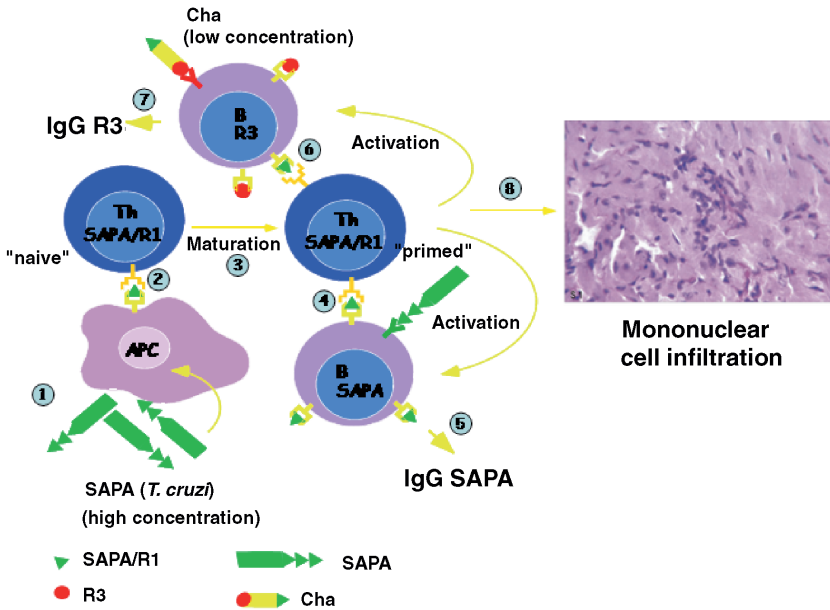 Cha
(low concentration)
7
B
R3
IgG R3
6
Activation
8
Th
SAPA/R1
"naive"
Maturation
3
Th
SAPA/R1
"primed"
2
4
Activation
APC
Mononuclear
cell infiltration
1
B
SAPA
5
IgG SAPA
SAPA (T. cruzi)
(high concentration)
SAPA/R1
SAPA
R3
Cha